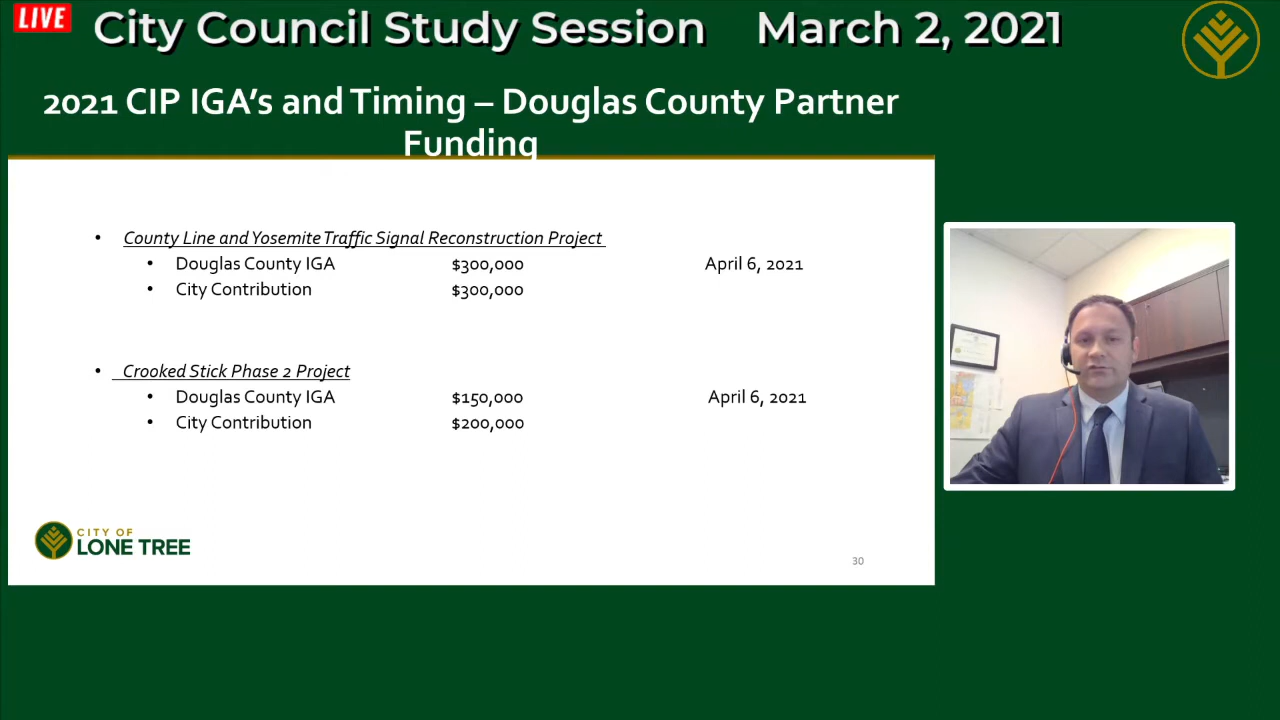 LIVE
City Council Study Session March 2, 2021
2021 CIP IGA's and Timing – Douglas County Partner
Funding
• County Line and Yosemite Traffic Signal Reconstruction Project
• Douglas County IGA $300,000 April 6, 2021
• City Contribution $300,000
• Crooked Stick Phase 2 Project
• Douglas County IGA $150,000 April 6, 2021
• City Contribution $200,000
CITY OF
LONE TREE
30